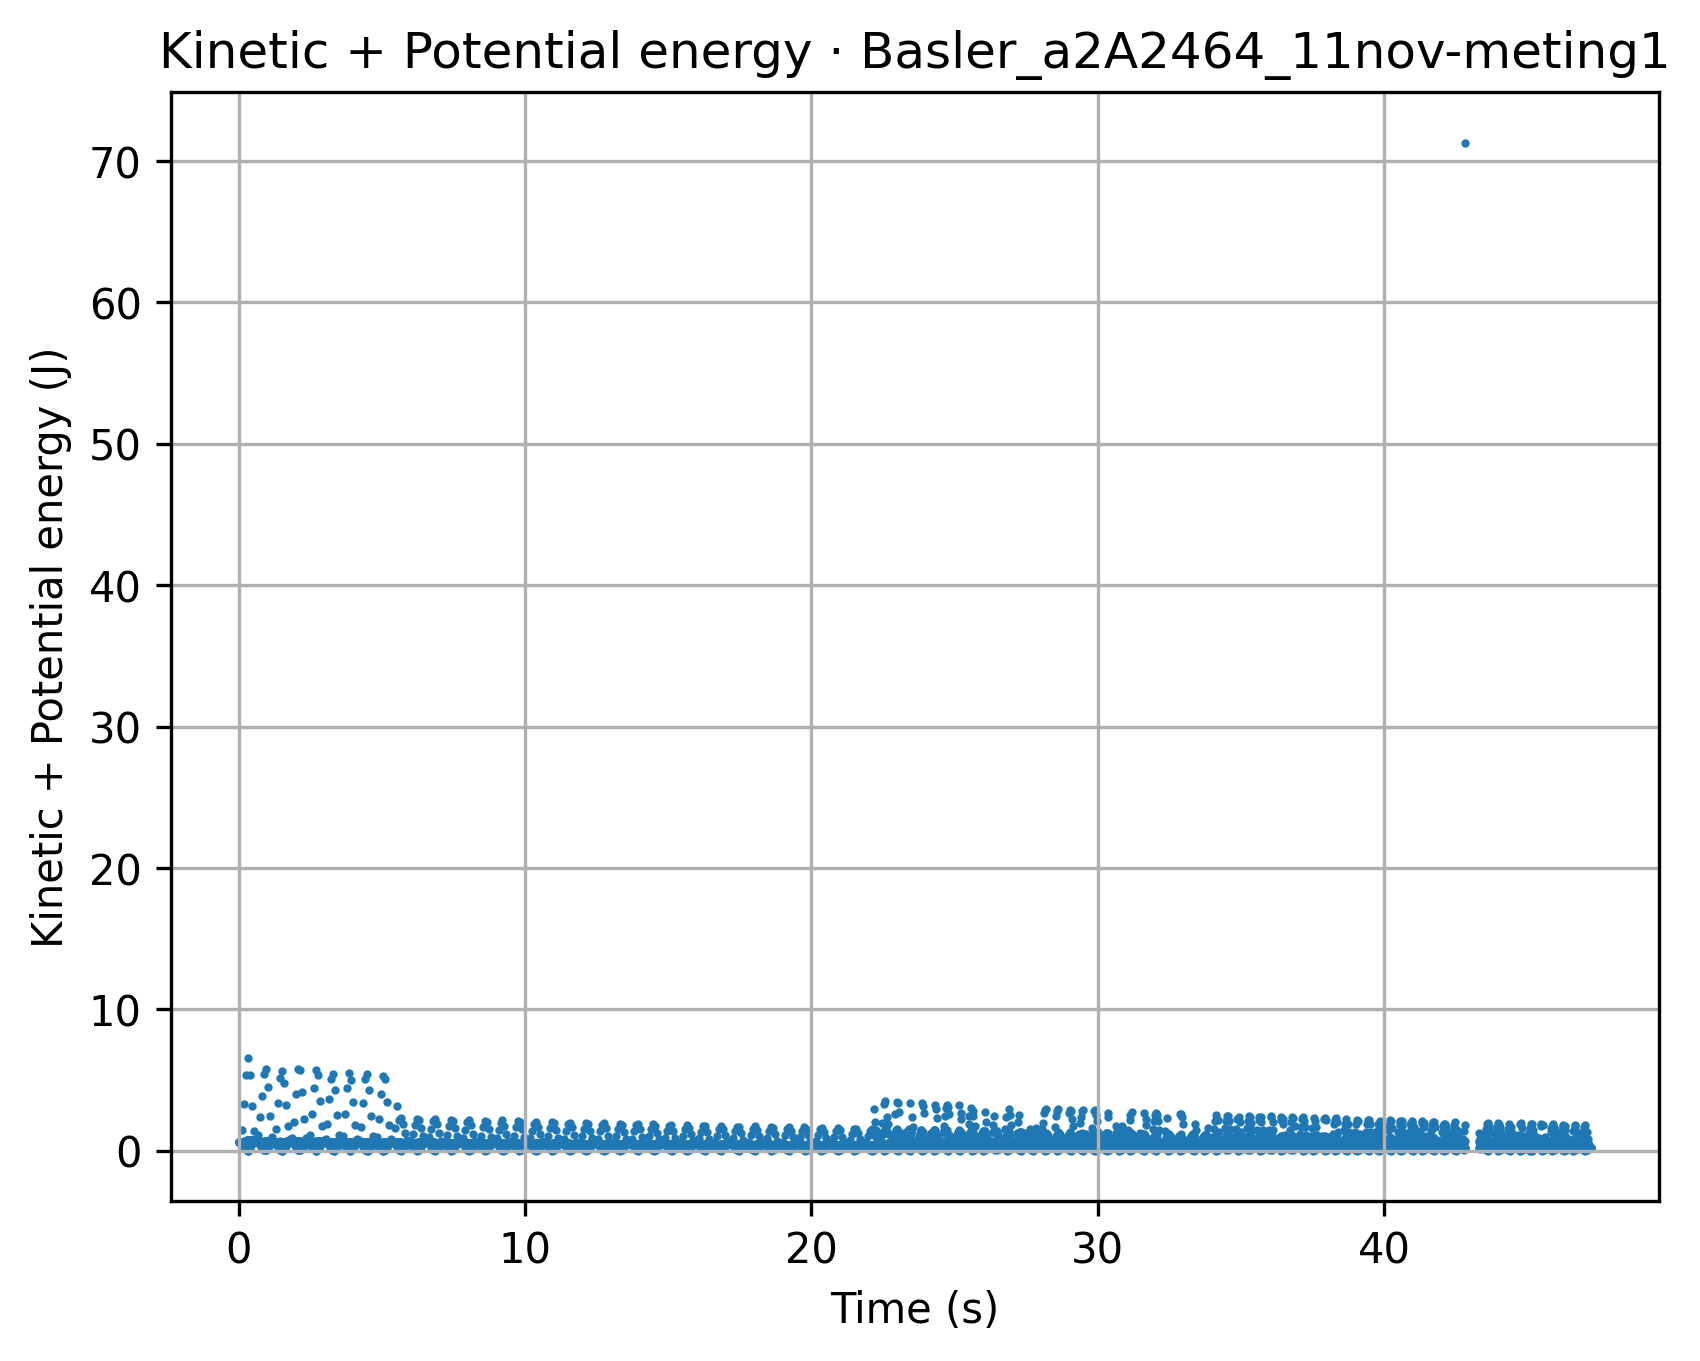 Kinetic + Potential energy · Basler_a2A2464_11nov-meting1
Kinetic + Potential energy (J)
70
60
50
40
30
20
10
0
0 10 20 30 40
Time (s)